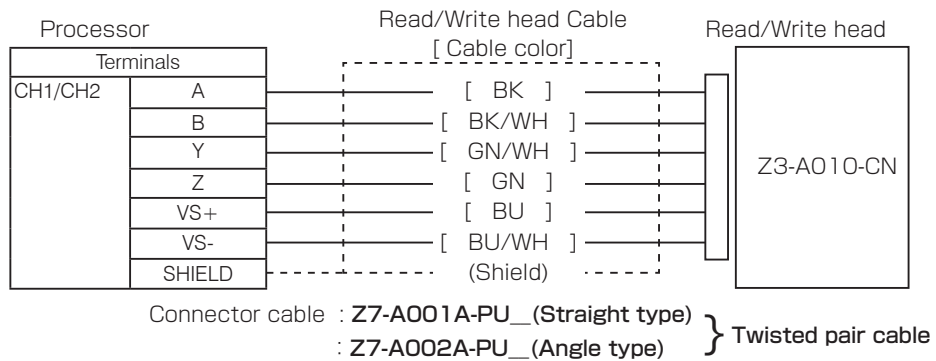 Processor
Read/Write head Cable
[ Cable color]
Read/Write head
Terminals
CH1/CH2
A
[ BK ]
B
[ BK/WH ]
Y
[ GN/WH ]
Z
[ GN ]
VS+
[ BU ]
VS-
[ BU/WH ]
SHIELD
(Shield)
Z3-A010-CN
Connector cable : Z7-A001A-PU__(Straight type)
: Z7-A002A-PU__(Angle type)
} Twisted pair cable